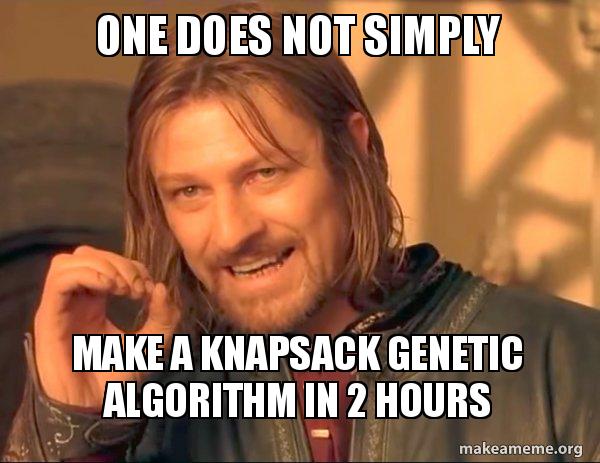 ONE DOES NOT SIMPLY
MAKE A KNAPSACK GENETIC
ALGORITHM IN 2 HOURS
makeameme.org